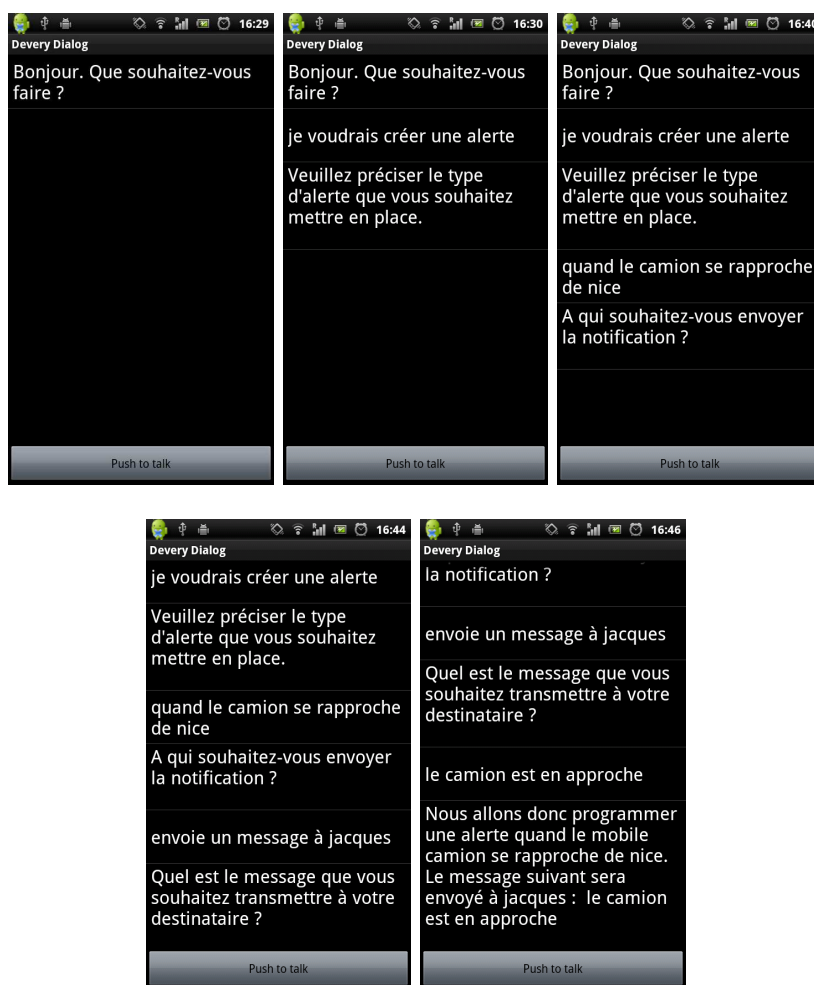 16:29
Devery Dialog
Bonjour. Que souhaitez-vous
faire ?
Push to talk
16:30
Devery Dialog
Bonjour. Que souhaitez-vous
faire ?
je voudrais créer une alerte
Veuillez préciser le type
d'alerte que vous souhaitez
mettre en place.
Push to talk
16:40
Devery Dialog
Bonjour. Que souhaitez-vous
faire ?
je voudrais créer une alerte
Veuillez préciser le type
d'alerte que vous souhaitez
mettre en place.
quand le camion se rapproche
de nice
A qui souhaitez-vous envoyer
la notification ?
Push to talk
16:44
Devery Dialog
je voudrais créer une alerte
Veuillez préciser le type
d'alerte que vous souhaitez
mettre en place.
quand le camion se rapproche
de nice
A qui souhaitez-vous envoyer
la notification ?
envoie un message à jacques
Quel est le message que vous
souhaitez transmettre à votre
destinataire ?
Push to talk
16:46
Devery Dialog
la notification ?
envoie un message à jacques
Quel est le message que vous
souhaitez transmettre à votre
destinataire ?
le camion est en approche
Nous allons donc programmer
une alerte quand le mobile
camion se rapproche de nice.
Le message suivant sera
envoyé à jacques :  le camion
est en approche
Push to talk